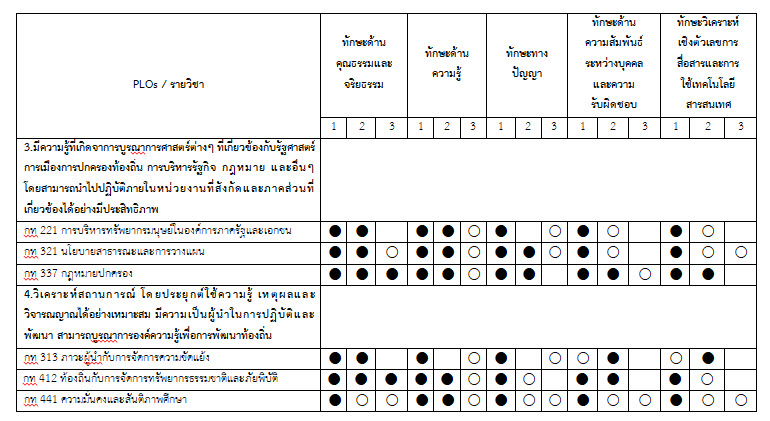 PLOs / รายวิชา
ทักษะด้าน
คุณธรรมและ
จริยธรรม
ทักษะด้าน
ความรู้
ทักษะทาง
ปัญญา
ทักษะด้าน
ความสัมพันธ์
ระหว่างบุคคล
และความ
รับผิดชอบ
ทักษะวิเคราะห์
เชิงตัวเลขการ
สื่อสารและการ
ใช้เทคโนโลยี
สารสนเทศ
1 2 3 1 2 3 1 2 3 1 2 3 1 2 3
3.มีความรู้ที่เกิดจากการบูรณาการศาสตร์ต่างๆ ที่เกี่ยวข้องกับรัฐศาสตร์
การเมืองการปกครองท้องถิ่น การบริหารรัฐกิจ กฎหมาย และอื่นๆ
โดยสามารถนำไปปฏิบัติภายในหน่วยงานที่สังกัดและภาคส่วนที่
เกี่ยวข้องได้อย่างมีประสิทธิภาพ
กท 221 การบริหารทรัพยากรมนุษย์ในองค์การภาครัฐและเอกชน
กท 321 นโยบายสาธารณะและการวางแผน
กท 337 กฎหมายปกครอง
4.วิเคราะห์สถานการณ์ โดยประยุกต์ใช้ความรู้ เหตุผลและ
วิจารณญาณได้อย่างเหมาะสม มีความเป็นผู้นำในการปฏิบัติและ
พัฒนา สามารถบูรณาการองค์ความรู้เพื่อการพัฒนาท้องถิ่น
กท 313 ภาวะผู้นำกับการจัดการความขัดแย้ง
กท 412 ท้องถิ่นกับการจัดการทรัพยากรธรรมชาติและภัยพิบัติ
กท 441 ความมั่นคงและสันติภาพศึกษา